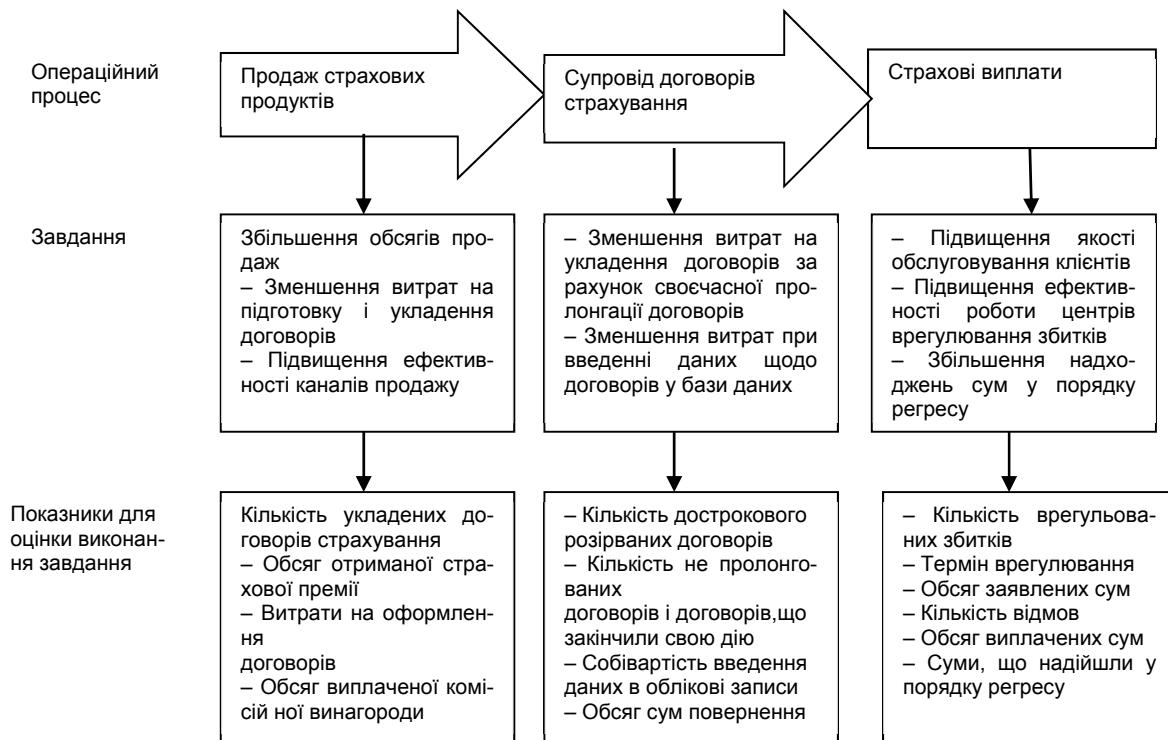 Операційний
процес
Продаж страхових
продуктів
Супровід договорів
страхування
Страхові виплати
Завдання
Збільшення обсягів про-
даж
– Зменшення витрат на
підготовку і укладення
договорів
– Підвищення ефектив-
ності каналів продажу
– Зменшення витрат на
укладення договорів за
рахунок своєчасної про-
лонгації договорів
– Зменшення витрат при
введенні даних щодо
договорів у бази даних
– Підвищення якості
обслуговування клієнтів
– Підвищення ефектив-
ності роботи центрів
врегулювання збитків
– Збільшення надхо-
джень сум у порядку
регресу
Показники для
оцінки виконан-
ня завдання
Кількість укладених до-
говорів страхування
– Обсяг отриманої стра-
хової премії
– Витрати на оформлен-
ня
договорів
– Обсяг виплаченої комі-
сій ної винагороди
– Кількість дострокового
розірваних договорів
– Кількість не пролонго-
ваних
договорів і договорів,що
закінчили свою дію
– Собівартість введення
даних в облікові записи
– Обсяг сум повернення
– Кількість врегульова-
них збитків
– Термін врегулювання
– Обсяг заявлених сум
– Кількість відмов
– Обсяг виплачених сум
– Суми, що надійшли у
порядку регресу